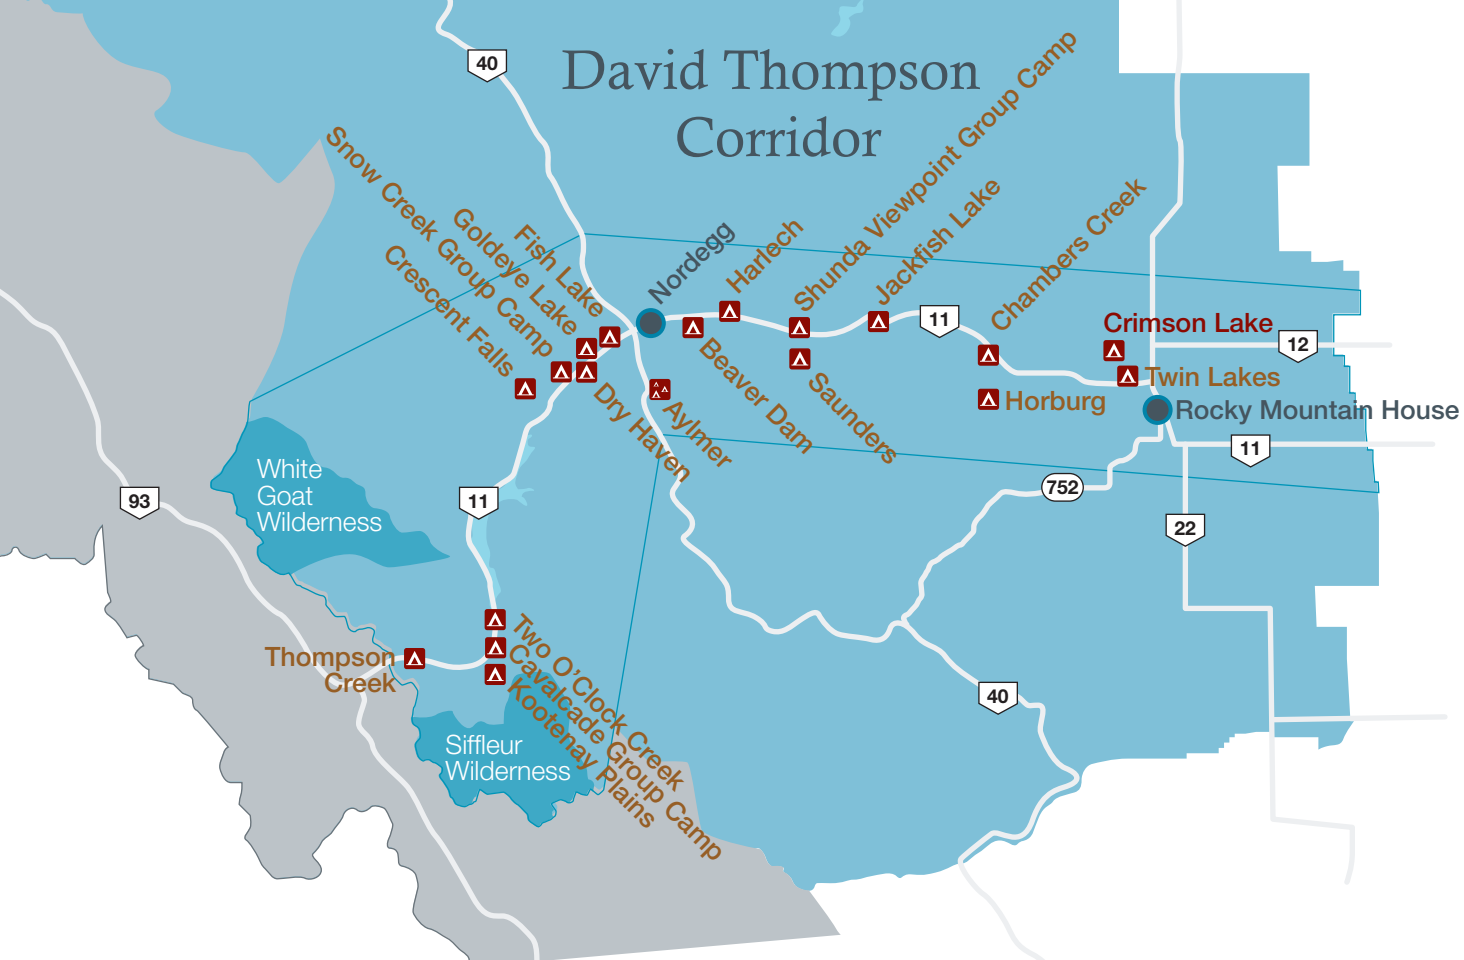 40
David Thompson
Corridor
Snow Creek Group Camp
Goldeye Lake
Fish Lake
Crescent Falls
Nordegg
Harlech
Shunda Viewpoint Group Camp
Jackfish Lake
Chambers Creek
11
Crimson Lake
12
Twin Lakes
Horburg
Rocky Mountain House
11
Beaver Dam
Saunders
Aylmer
Dry Haven
White
Goat
Wilderness
93
11
752
22
Two O'Clock Creek
Cavalcade Group Camp
Kootenay Plains
Thompson
Creek
40
Siffleur
Wilderness